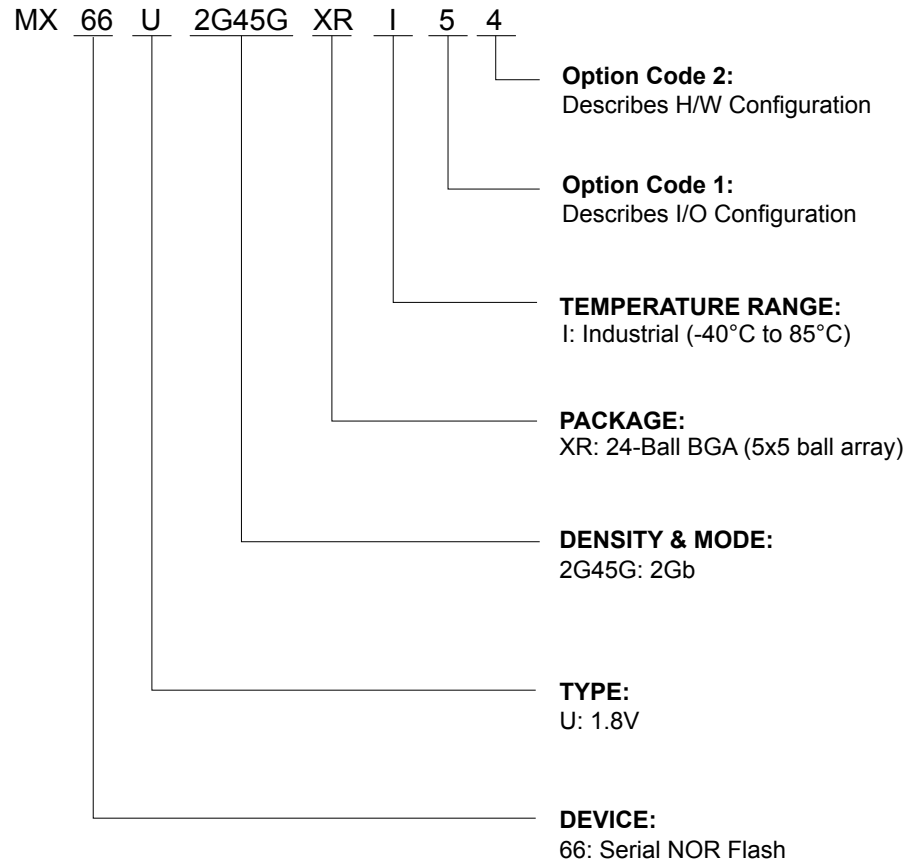 MX 66 U 2G45G XR I 5 4
Option Code 2:
Describes H/W Configuration
Option Code 1:
Describes I/O Configuration
TEMPERATURE RANGE:
I: Industrial (-40°C to 85°C)
PACKAGE:
XR: 24-Ball BGA (5x5 ball array)
DENSITY & MODE:
2G45G: 2Gb
TYPE:
U: 1.8V
DEVICE:
66: Serial NOR Flash